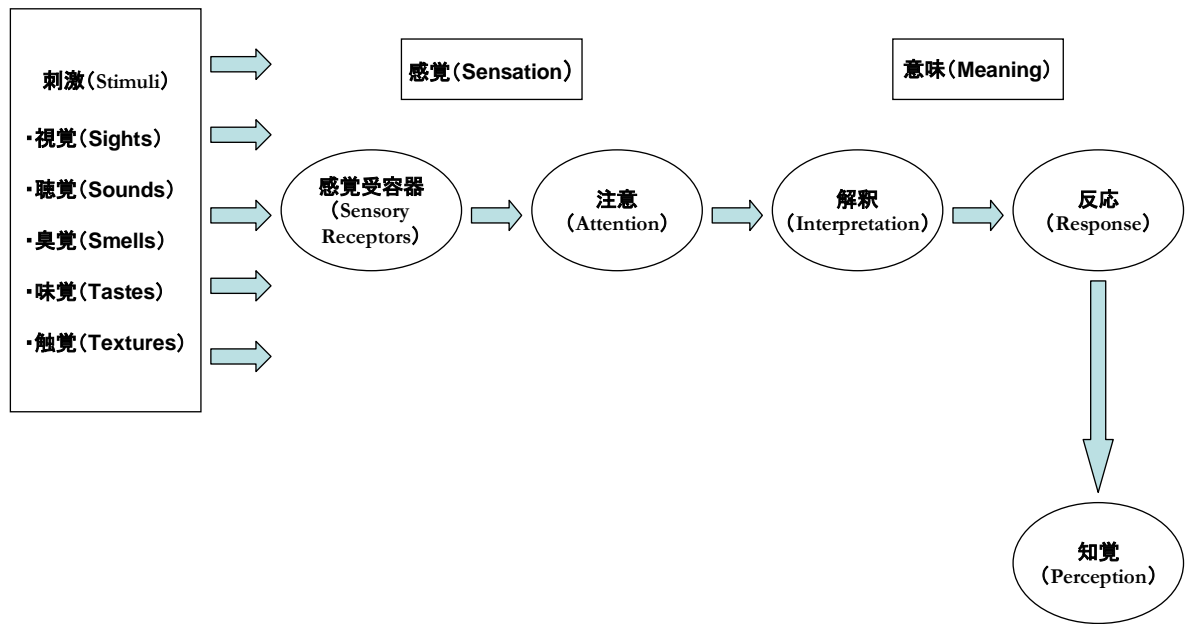 刺激（Stimuli）
・視覚（Sights）
・聴覚（Sounds）
・臭覚（Smells）
・味覚（Tastes）
・触覚（Textures）
感覚（Sensation）
意味（Meaning）
感覚受容器
（Sensory
Receptors）
注意
（Attention）
解釈
（Interpretation）
反応
（Response）
知覚
（Perception）